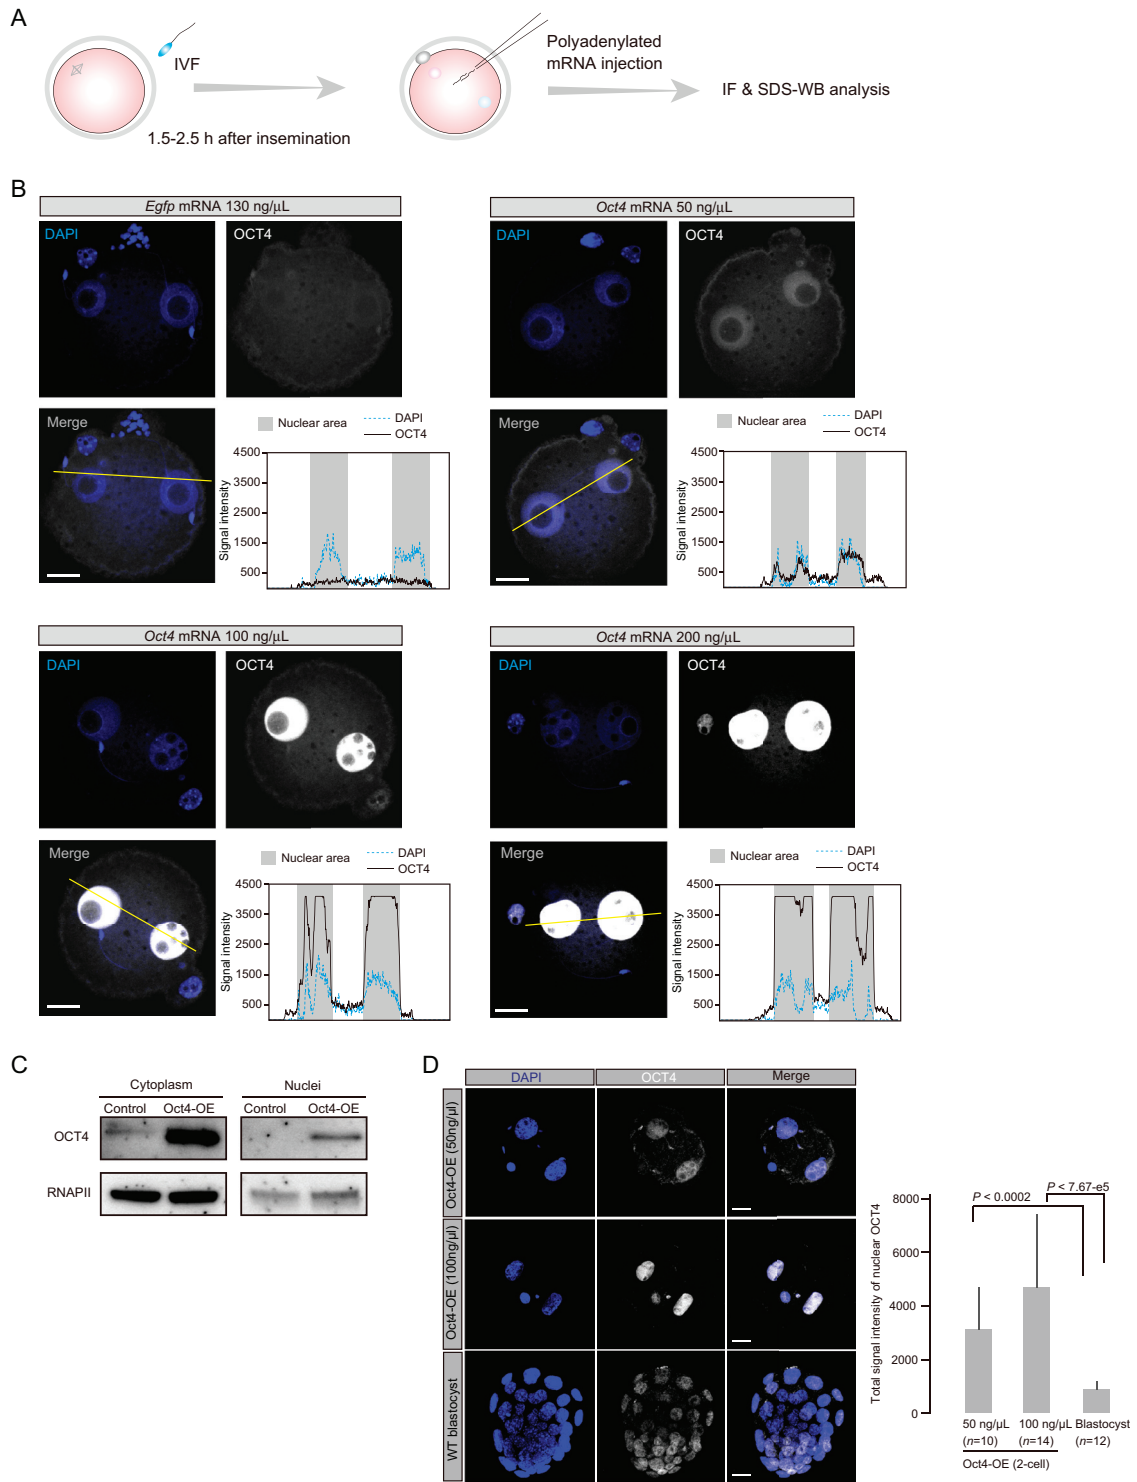 A
IVF
1.5-2.5 h after insemination
Polyadenylated
mRNA injection
IF & SDS-WB analysis
B
Egfp mRNA 130 ng/µL
DAPI
OCT4
Merge
Nuclear area
DAPI
OCT4
Signal intensity
4500
3500
2500
1500
500
Oct4 mRNA 50 ng/µL
DAPI
OCT4
Merge
Nuclear area
DAPI
OCT4
Signal intensity
4500
3500
2500
1500
500
Oct4 mRNA 100 ng/µL
DAPI
OCT4
Merge
Nuclear area
DAPI
OCT4
Signal intensity
4500
3500
2500
1500
500
Oct4 mRNA 200 ng/µL
DAPI
OCT4
Merge
Nuclear area
DAPI
OCT4
Signal intensity
4500
3500
2500
1500
500
C
Cytoplasm
Nuclei
Control
Oct4-OE
Control
Oct4-OE
OCT4
RNAPII
D
DAPI
OCT4
Merge
Oct4-OE (50ng/µl)
Oct4-OE (100ng/µl)
WT blastocyst
Total signal intensity of nuclear OCT4
8000
6000
4000
2000
0
P < 0.0002
P < 7.67-e5
50 ng/µL
100 ng/µL
Blastocyst
(n=10)
(n=14)
(n=12)
Oct4-OE (2-cell)